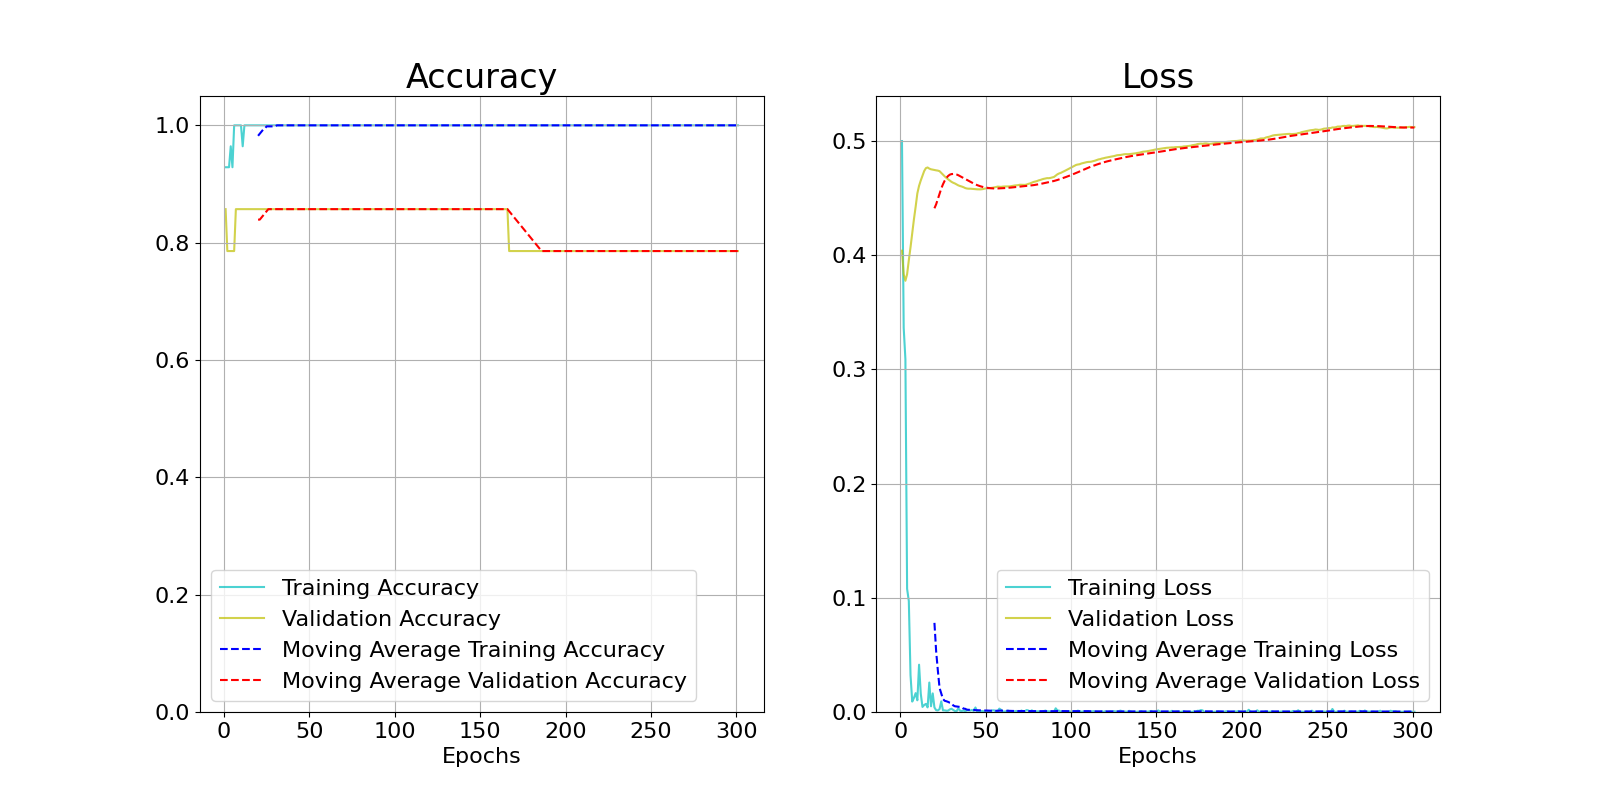 Accuracy
1.0
0.8
0.6
0.4
0.2
0.0
Training Accuracy
Validation Accuracy
Moving Average Training Accuracy
Moving Average Validation Accuracy
0 50 100 150 200 250 300
Epochs
Loss
0.5
0.4
0.3
0.2
0.1
0.0
Training Loss
Validation Loss
Moving Average Training Loss
Moving Average Validation Loss
0 50 100 150 200 250 300
Epochs